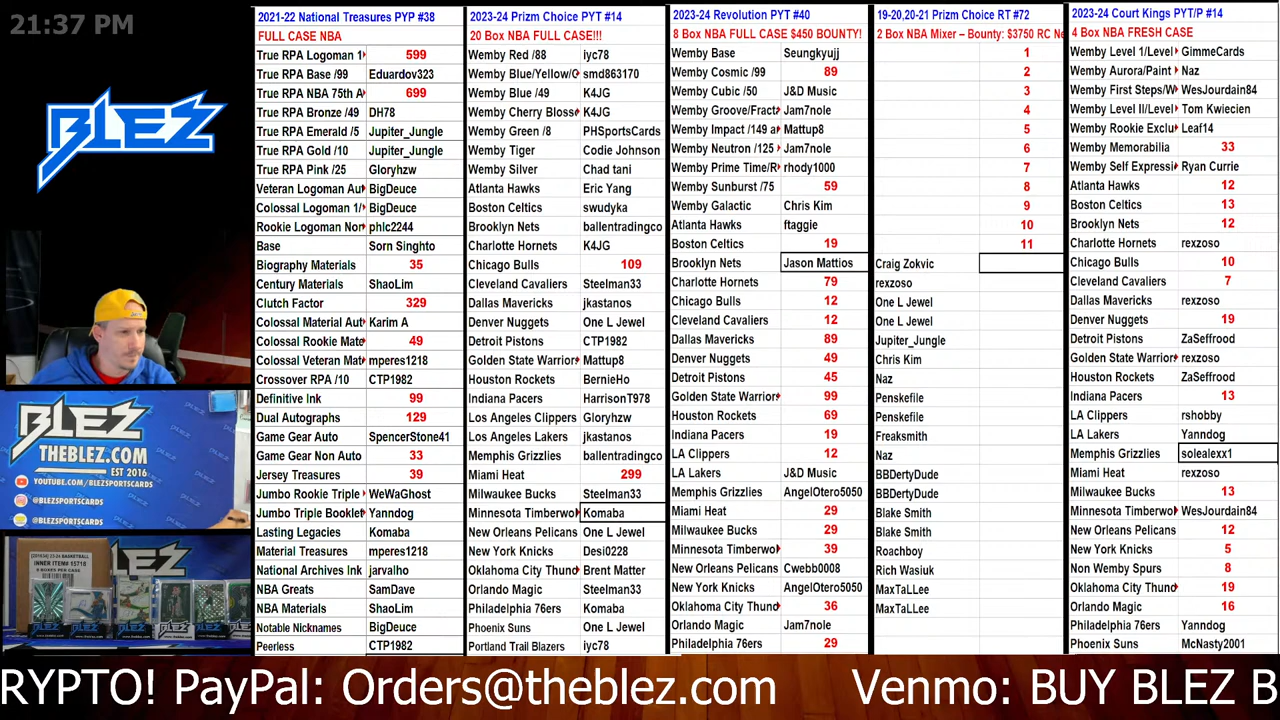 21:37 PM
BLEZ
BLEZ
THEBLEZ.COM
EST 2016
YOUTUBE.COM/BLEZSPORTSCARDS
@BLEZSPORTSCARDS
@BLEZSPORTSCARDS
23-24 BASKETBALL
INNER ITEM# 15718
BLEZ
2021-22 National Treasures PYP #38
FULL CASE NBA
True RPA Logoman 1 599
True RPA Base /99 Eduardov323
True RPA NBA 75th A 699
True RPA Bronze /49 DH78
True RPA Emerald /5 Jupiter_Jungle
True RPA Gold /10 Jupiter_Jungle
True RPA Pink /25 Gloryhzw
Veteran Logoman Au BigDeuce
Colossal Logoman 1/ BigDeuce
Rookie Logoman Non phlc2244
Base Sorn Singhto
Biography Materials 35
Century Materials ShaoLim
Clutch Factor 329
Colossal Material Aut Karim A
Colossal Rookie Mate 49
Colossal Veteran Mat mperes1218
Crossover RPA /10 CTP1982
Definitive Ink 99
Dual Autographs 129
Game Gear Auto SpencerStone41
Game Gear Non Auto 33
Jersey Treasures 39
Jumbo Rookie Triple WeWaGhost
Jumbo Triple Booklet Yanndog
Lasting Legacies Komaba
Material Treasures mperes1218
National Archives Ink jarvalho
NBA Greats SamDave
NBA Materials ShaoLim
Notable Nicknames BigDeuce
Peerless CTP1982
2023-24 Prizm Choice PYT #14
20 Box NBA FULL CASE!!!
Wemby Red /88 iyc78
Wemby Blue/Yellow/G smd863170
Wemby Blue /49 K4JG
Wemby Cherry Blosso K4JG
Wemby Green /8 PHSportsCards
Wemby Tiger Codie Johnson
Wemby Silver Chad tani
Atlanta Hawks Eric Yang
Boston Celtics swudyka
Brooklyn Nets ballentradingco
Charlotte Hornets K4JG
Chicago Bulls 109
Cleveland Cavaliers Steelman33
Dallas Mavericks jkastanos
Denver Nuggets One L Jewel
Detroit Pistons CTP1982
Golden State Warrior Mattup8
Houston Rockets BernieHo
Indiana Pacers HarrisonT978
Los Angeles Clippers Gloryhzw
Los Angeles Lakers jkastanos
Memphis Grizzlies ballentradingco
Miami Heat 299
Milwaukee Bucks Steelman33
Minnesota Timberwo Komaba
New Orleans Pelicans One L Jewel
New York Knicks Desi0228
Oklahoma City Thund Brent Matter
Orlando Magic Steelman33
Philadelphia 76ers Komaba
Phoenix Suns One L Jewel
Portland Trail Blazers iyc78
2023-24 Revolution PYT #40
8 Box NBA FULL CASE $450 BOUNTY!
Wemby Base Seungkyujj
Wemby Cosmic /99 89
Wemby Cubic /50 J&D Music
Wemby Groove/Fract Jam7nole
Wemby Impact /149 a Mattup8
Wemby Neutron /125 Jam7nole
Wemby Prime Time/R rhody1000
Wemby Sunburst /75 59
Wemby Galactic Chris Kim
Atlanta Hawks ftaggie
Boston Celtics 19
Brooklyn Nets Jason Mattios
Charlotte Hornets 79
Chicago Bulls 12
Cleveland Cavaliers 12
Dallas Mavericks 89
Denver Nuggets 49
Detroit Pistons 45
Golden State Warriors 99
Houston Rockets 69
Indiana Pacers 19
LA Clippers 12
LA Lakers J&D Music
Memphis Grizzlies AngelOtero5050
Miami Heat 29
Milwaukee Bucks 29
Minnesota Timberwo 39
New Orleans Pelicans Cwebb0008
New York Knicks AngelOtero5050
Oklahoma City Thund 36
Orlando Magic Jam7nole
Philadelphia 76ers 29
19-20,20-21 Prizm Choice RT #72
2 Box NBA Mixer – Bounty: $3750 RC Ne
1
2
3
4
5
6
7
8
9
10
11
Craig Zokvic
rexzoso
One L Jewel
One L Jewel
Jupiter_Jungle
Chris Kim
Naz
Penskefile
Penskefile
Freaksmith
Naz
BBDertyDude
BBDertyDude
Blake Smith
Blake Smith
Roachboy
Rich Wasiuk
MaxTaLLee
MaxTaLLee
2023-24 Court Kings PYT/P #14
4 Box NBA FRESH CASE
Wemby Level 1/Level GimmeCards
Wemby Aurora/Paint Naz
Wemby First Steps/W WesJourdain84
Wemby Level II/Level Tom Kwiecien
Wemby Rookie Exclu Leaf14
Wemby Memorabilia 33
Wemby Self Expressi Ryan Currie
Atlanta Hawks 12
Boston Celtics 13
Brooklyn Nets 12
Charlotte Hornets rexzoso
Chicago Bulls 10
Cleveland Cavaliers 7
Dallas Mavericks rexzoso
Denver Nuggets 19
Detroit Pistons ZaSeffrood
Golden State Warrior rexzoso
Houston Rockets ZaSeffrood
Indiana Pacers 13
LA Clippers rshobby
LA Lakers Yanndog
Memphis Grizzlies solealexx1
Miami Heat rexzoso
Milwaukee Bucks 13
Minnesota Timberwo WesJourdain84
New Orleans Pelicans 12
New York Knicks 5
Non Wemby Spurs 8
Oklahoma City Thund 19
Orlando Magic 16
Philadelphia 76ers Yanndog
Phoenix Suns McNasty2001
RYPTO! PayPal: Orders@theblez.com Venmo: BUY BLEZ B